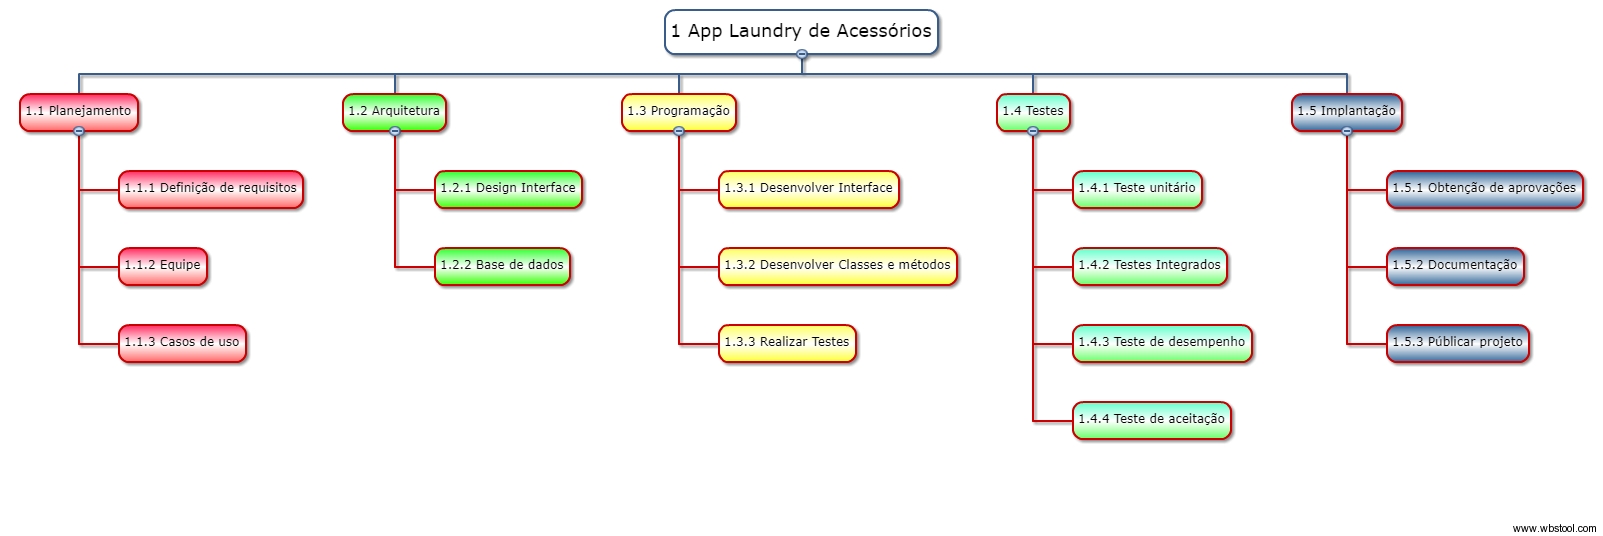 1 App Laundry de Acessórios
1.1 Planejamento
1.2 Arquitetura
1.3 Programação
1.4 Testes
1.5 Implantação
1.1.1 Definição de requisitos
1.2.1 Design Interface
1.3.1 Desenvolver Interface
1.4.1 Teste unitário
1.5.1 Obtenção de aprovações
1.1.2 Equipe
1.2.2 Base de dados
1.3.2 Desenvolver Classes e métodos
1.4.2 Testes Integrados
1.5.2 Documentação
1.1.3 Casos de uso
1.3.3 Realizar Testes
1.4.3 Teste de desempenho
1.5.3 Públicar projeto
1.4.4 Teste de aceitação
www.wbstool.com